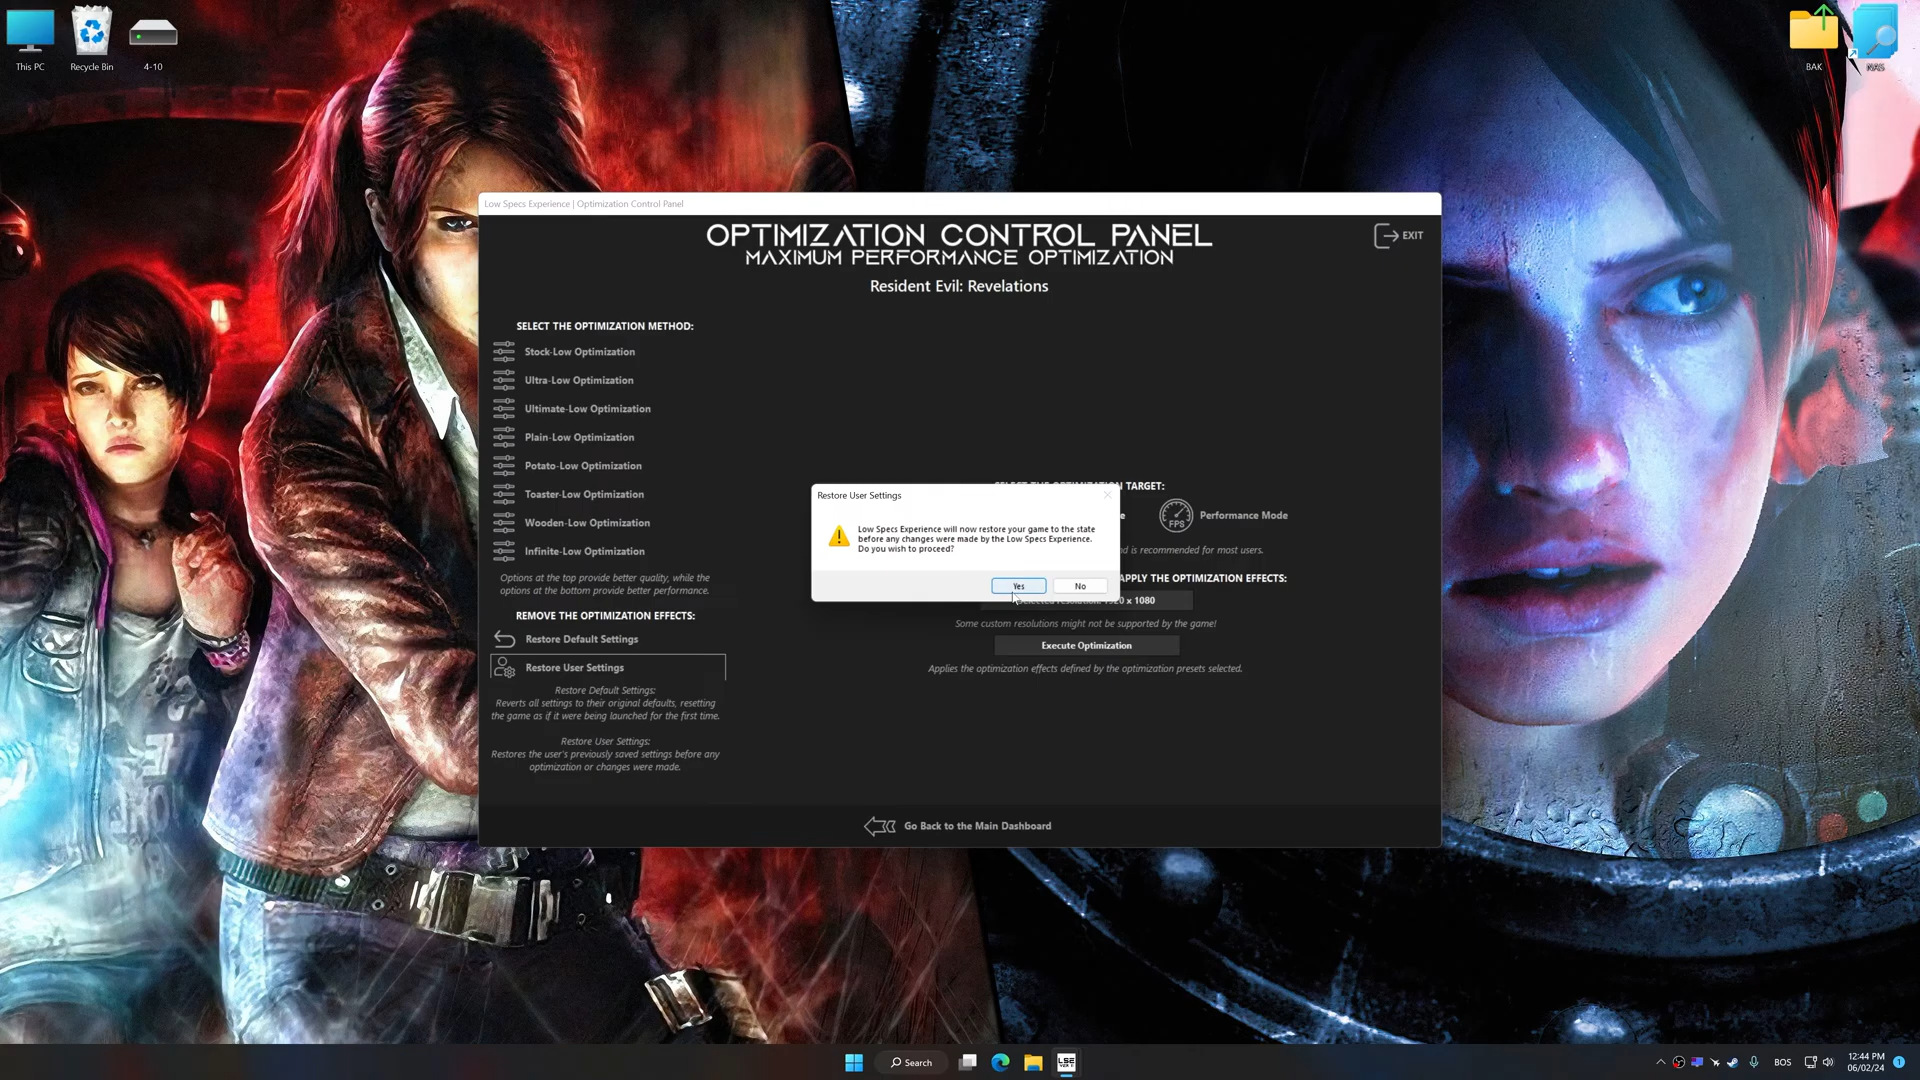 This PC
Recycle Bin
4-10
BAK
NAS
Low Specs Experience | Optimization Control Panel
OPTIMIZATION CONTROL PANEL
MAXIMUM PERFORMANCE OPTIMIZATION
EXIT
Resident Evil: Revelations
SELECT THE OPTIMIZATION METHOD:
Stock-Low Optimization
Ultra-Low Optimization
Ultimate-Low Optimization
Plain-Low Optimization
Potato-Low Optimization
Toaster-Low Optimization
Wooden-Low Optimization
Infinite-Low Optimization
Options at the top provide better quality, while the
options at the bottom provide better performance.
REMOVE THE OPTIMIZATION EFFECTS:
Restore Default Settings
Restore User Settings
Restore Default Settings:
Reverts all settings to their original defaults, resetting
the game as if it were being launched for the first time.
Restore User Settings:
Restores the user's previously saved settings before any
optimization or changes were made.
TARGET:
FPS
Performance Mode
nd is recommended for most users.
APPLY THE OPTIMIZATION EFFECTS:
x 1080
Some custom resolutions might not be supported by the game!
Execute Optimization
Applies the optimization effects defined by the optimization presets selected.
Restore User Settings
Low Specs Experience will now restore your game to the state
before any changes were made by the Low Specs Experience.
Do you wish to proceed?
Yes
No
Go Back to the Main Dashboard
Search
LSE
BOS
12:44 PM
06/02/24
1